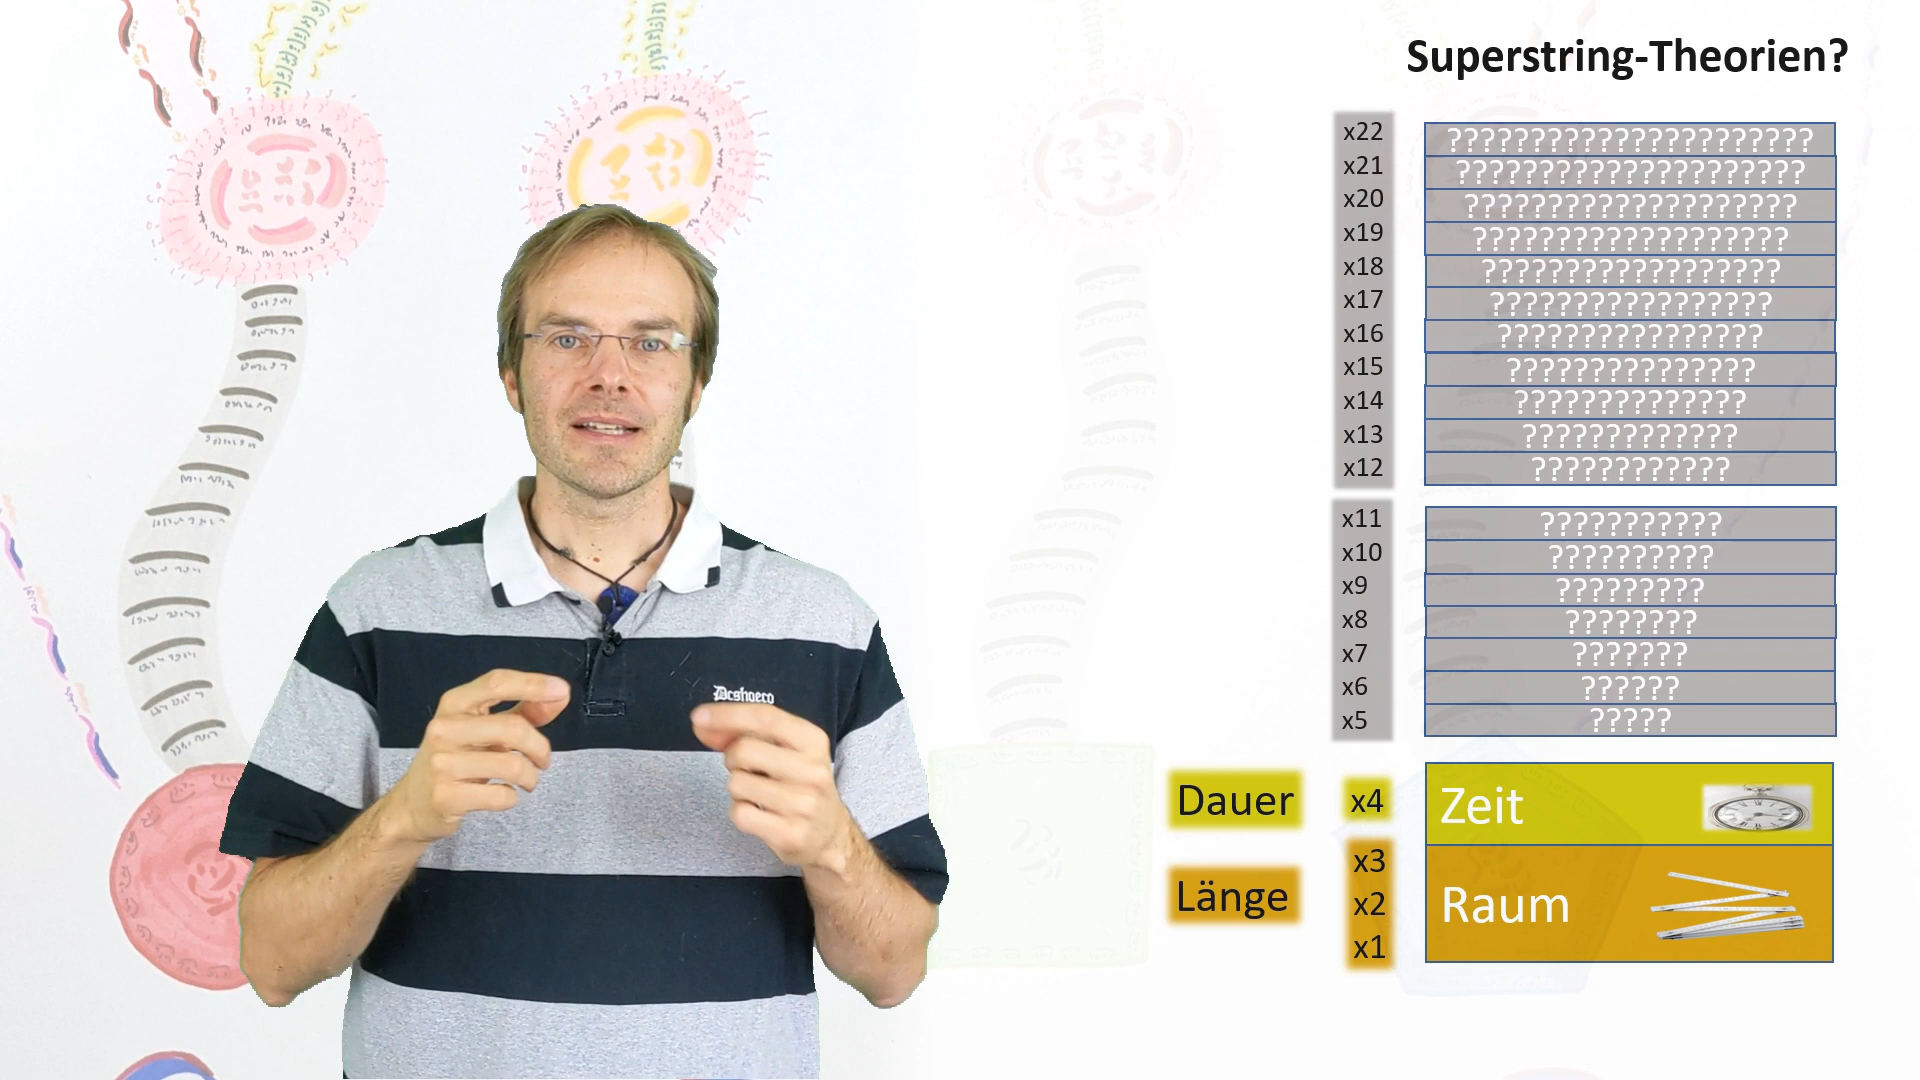 Superstring-Theorien?
x22 ??????????????????????
x21 ?????????????????????
x20 ????????????????????
x19 ???????????????????
x18 ??????????????????
x17 ?????????????????
x16 ????????????????
x15 ???????????????
x14 ??????????????
x13 ?????????????
x12 ????????????
x11 ???????????
x10 ??????????
x9 ?????????
x8 ????????
x7 ???????
x6 ??????
x5 ?????
Dauer x4 Zeit
x3
Länge x2 Raum
x1